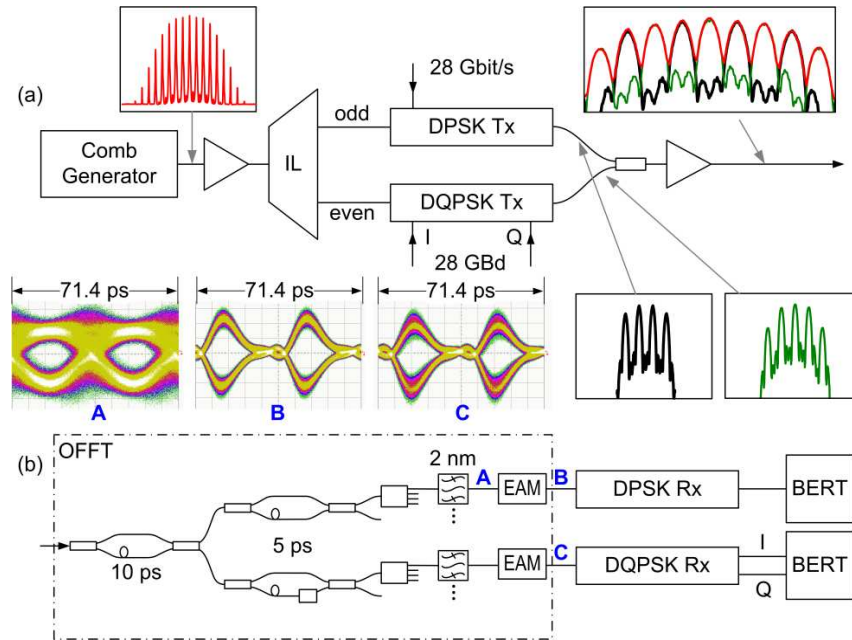 (a)
Comb
Generator
IL
odd
even
28 Gbit/s
DPSK Tx
DQPSK Tx
I
Q
28 GBd
71.4 ps
71.4 ps
71.4 ps
A
B
C
(b)
OFFT
10 ps
5 ps
2 nm
A
EAM
B
DPSK Rx
BERT
EAM
C
DQPSK Rx
I
Q
BERT